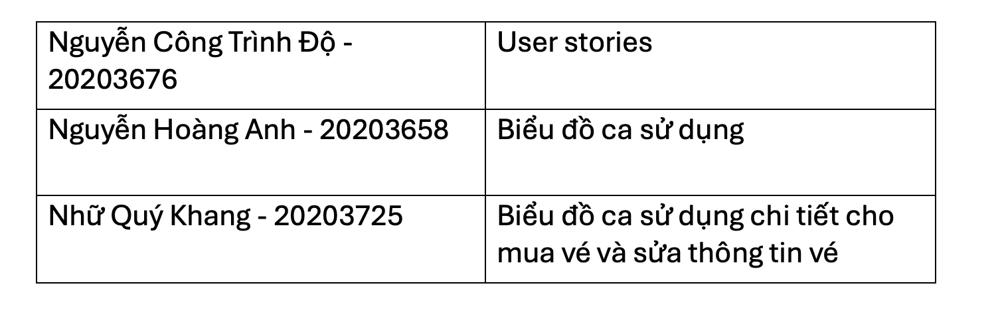 Nguyễn Công Trình Độ -
20203676
User stories
Nguyễn Hoàng Anh - 20203658
Biểu đồ ca sử dụng
Nhữ Quý Khang - 20203725
Biểu đồ ca sử dụng chi tiết cho
mua vé và sửa thông tin vé